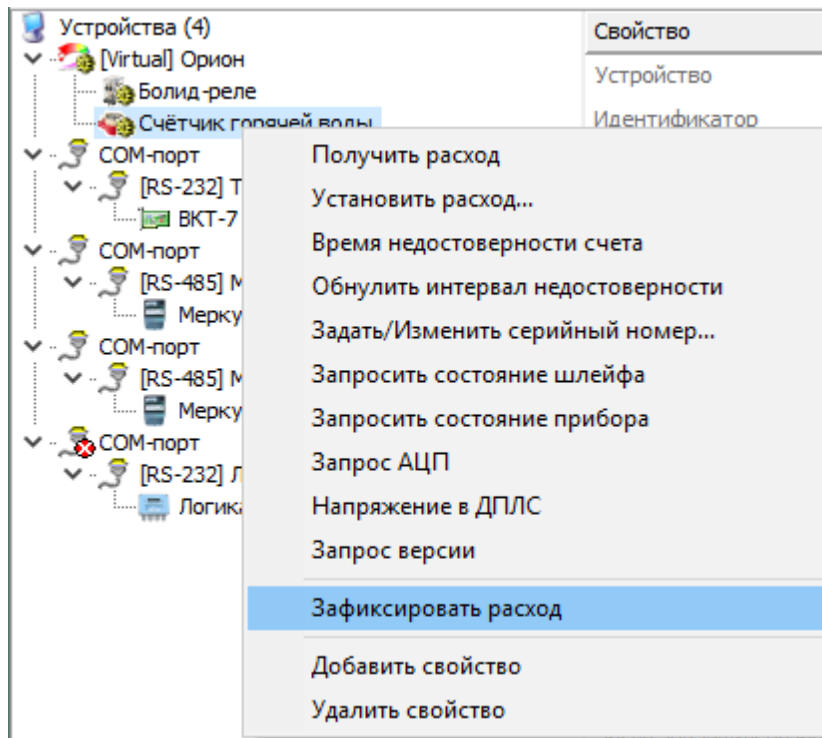 Устройства (4)
[Virtual] Орион
Болид-реле
Счётчик горячей воды
COM-порт
[RS-232] Т
ВКТ-7
COM-порт
[RS-485] М
Мерку
COM-порт
[RS-485] М
Мерку
COM-порт
[RS-232] Л
Логика
Свойство
Устройство
Идентификатор
Получить расход
Установить расход...
Время недостоверности счета
Обнулить интервал недостоверности
Задать/Изменить серийный номер...
Запросить состояние шлейфа
Запросить состояние прибора
Запрос АЦП
Напряжение в ДПЛС
Запрос версии
Зафиксировать расход
Добавить свойство
Удалить свойство